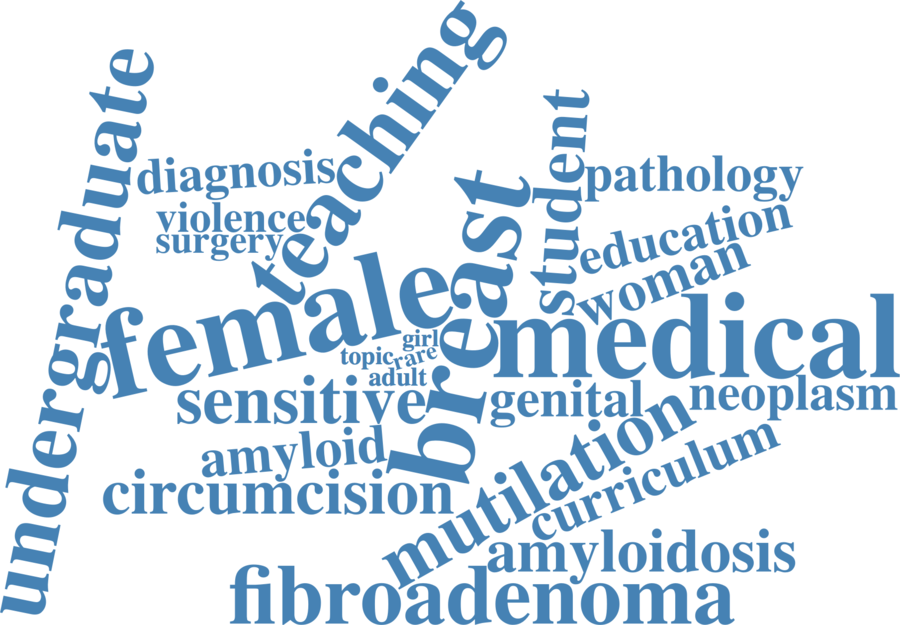 undergraduate
teaching
diagnosis
violence
surgery
student
pathology
education
woman
breast
female
medical
girl
topic
rare
adult
sensitive
genital
neoplasm
amyloid
circumcision
mutilation
curriculum
amyloidosis
fibroadenoma